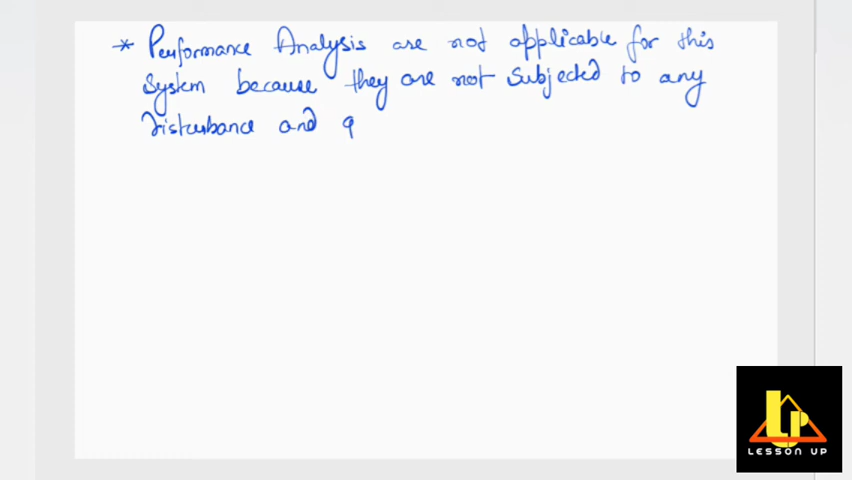 * Performance Analysis are not applicable for this
System because they are not Subjected to any
disturbance and
LESSON UP